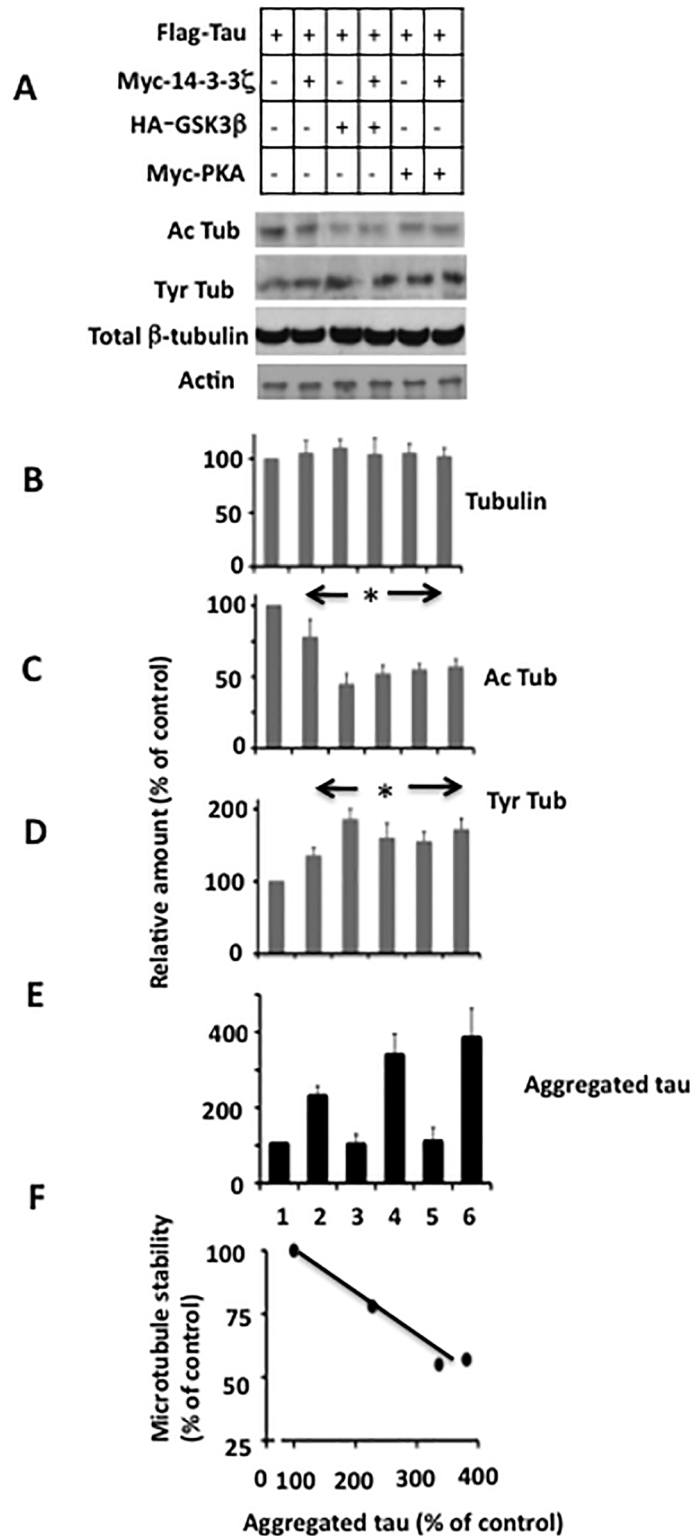 A
Flag-Tau + + + + + +
Myc-14-3-3ζ - + - + - +
HA-GSK3β - - + + - -
Myc-PKA - - - - + +
Ac Tub
Tyr Tub
Total β-tubulin
Actin
B
100
50
0
Tubulin
*
C
100
50
0
Ac Tub
Relative amount (% of control)
*
Tyr Tub
D
200
100
0
E
400
200
0
Aggregated tau
1 2 3 4 5 6
F
Microtubule stability
(% of control)
100
75
50
25
0 100 200 300 400
Aggregated tau (% of control)